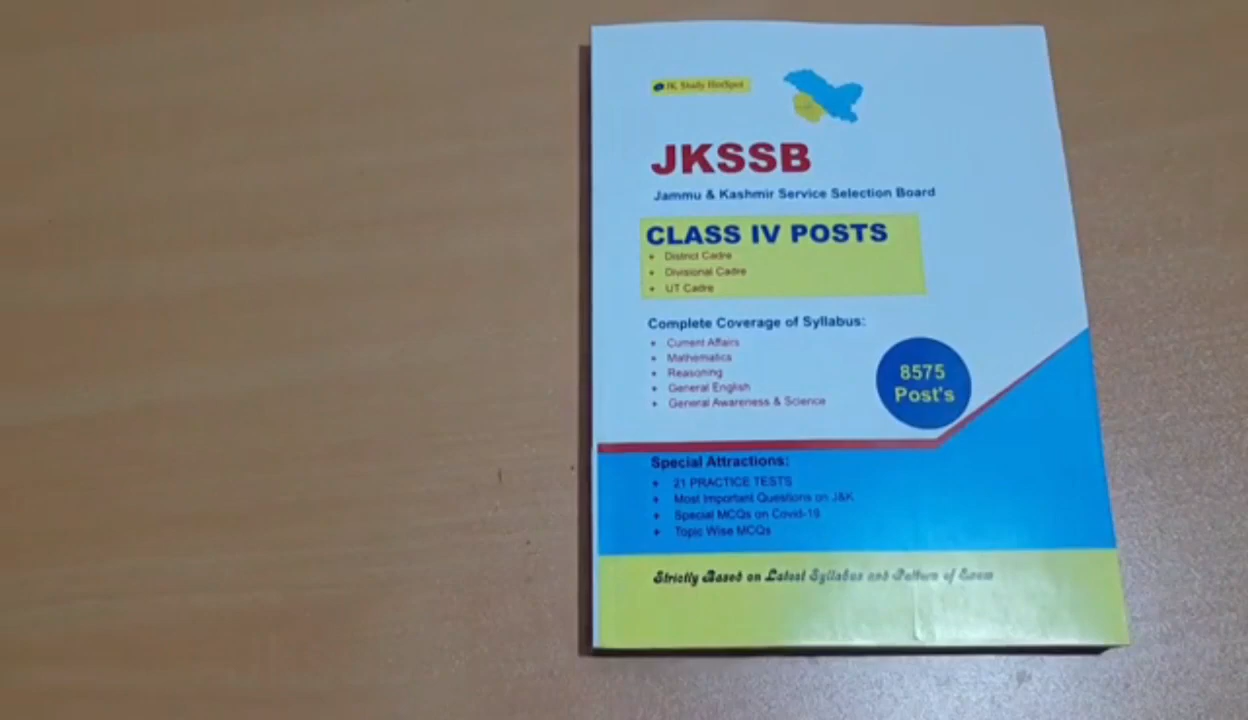 JK Study HotSpot
JKSSB
Jammu & Kashmir Service Selection Board
CLASS IV POSTS
• District Cadre
• Divisional Cadre
• UT Cadre
Complete Coverage of Syllabus:
• Current Affairs
• Mathematics
• Reasoning
• General English
• General Awareness & Science
8575
Post's
Special Attractions:
• 21 PRACTICE TESTS
• Most Important Questions on J&K
• Special MCQs on Covid-19
• Topic Wise MCQs
Strictly Based on Latest Syllabus and Pattern of Exam